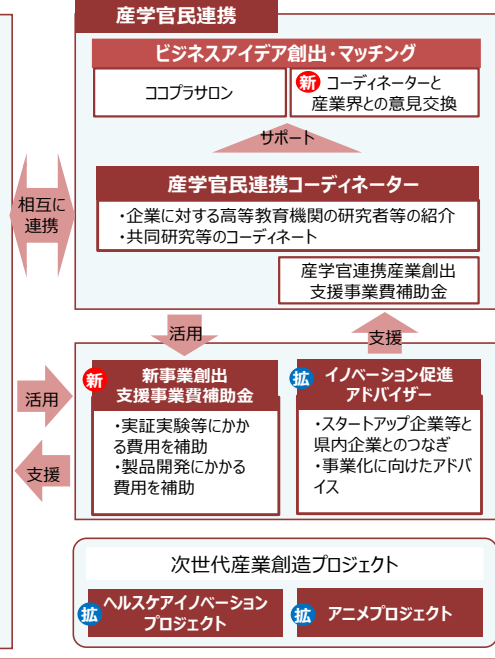 産学官民連携
ビジネスアイデア創出・マッチング
ココプラサロン
新 コーディネーターと
産業界との意見交換
サポート
産学官民連携コーディネーター
・企業に対する高等教育機関の研究者等の紹介
・共同研究等のコーディネート
産学官連携産業創出
支援事業費補助金
相互に
連携
活用
支援
活用
支援
新 新事業創出
支援事業費補助金
・実証実験等にかか
る費用を補助
・製品開発にかかる
費用を補助
拡 イノベーション促進
アドバイザー
・スタートアップ企業等と
県内企業とのつなぎ
・事業化に向けたアドバ
イス
次世代産業創造プロジェクト
拡 ヘルスケアイノベーション
プロジェクト
拡 アニメプロジェクト